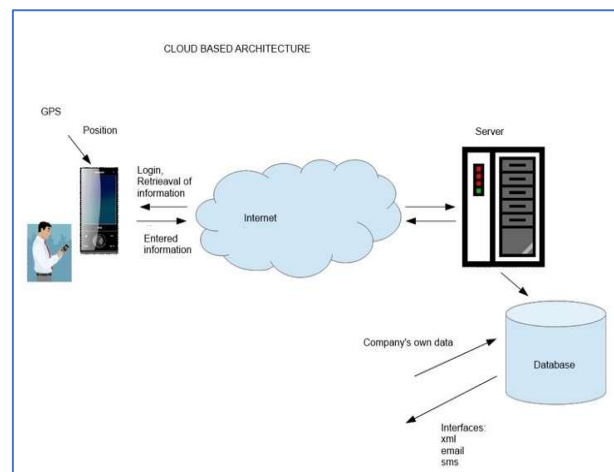 CLOUD BASED ARCHITECTURE
GPS
Position
Server
Login,
Retrieaval of
information
Internet
Entered
information
Company's own data
Database
Interfaces:
xml
email
sms